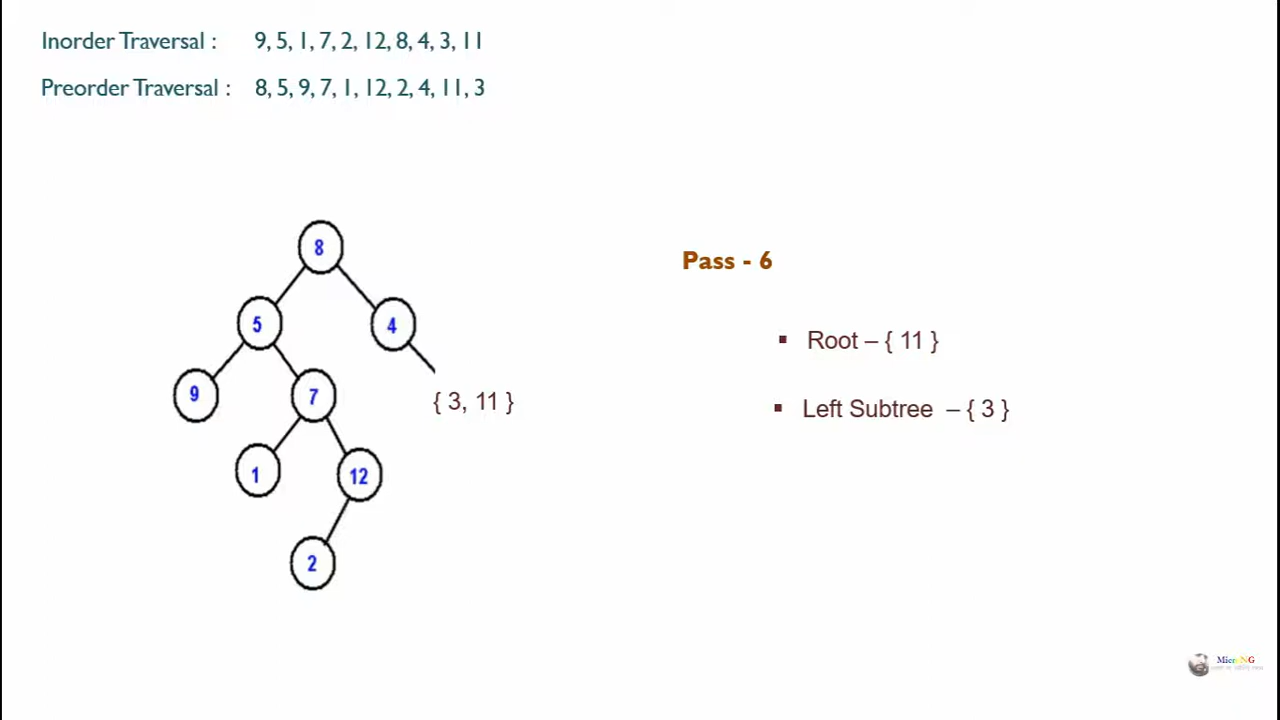 Inorder Traversal : 9, 5, 1, 7, 2, 12, 8, 4, 3, 11
Preorder Traversal : 8, 5, 9, 7, 1, 12, 2, 4, 11, 3
8
Pass - 6
5
4
▪ Root – { 11 }
9
7
{ 3, 11 }
▪ Left Subtree – { 3 }
1
12
2
MicroNG